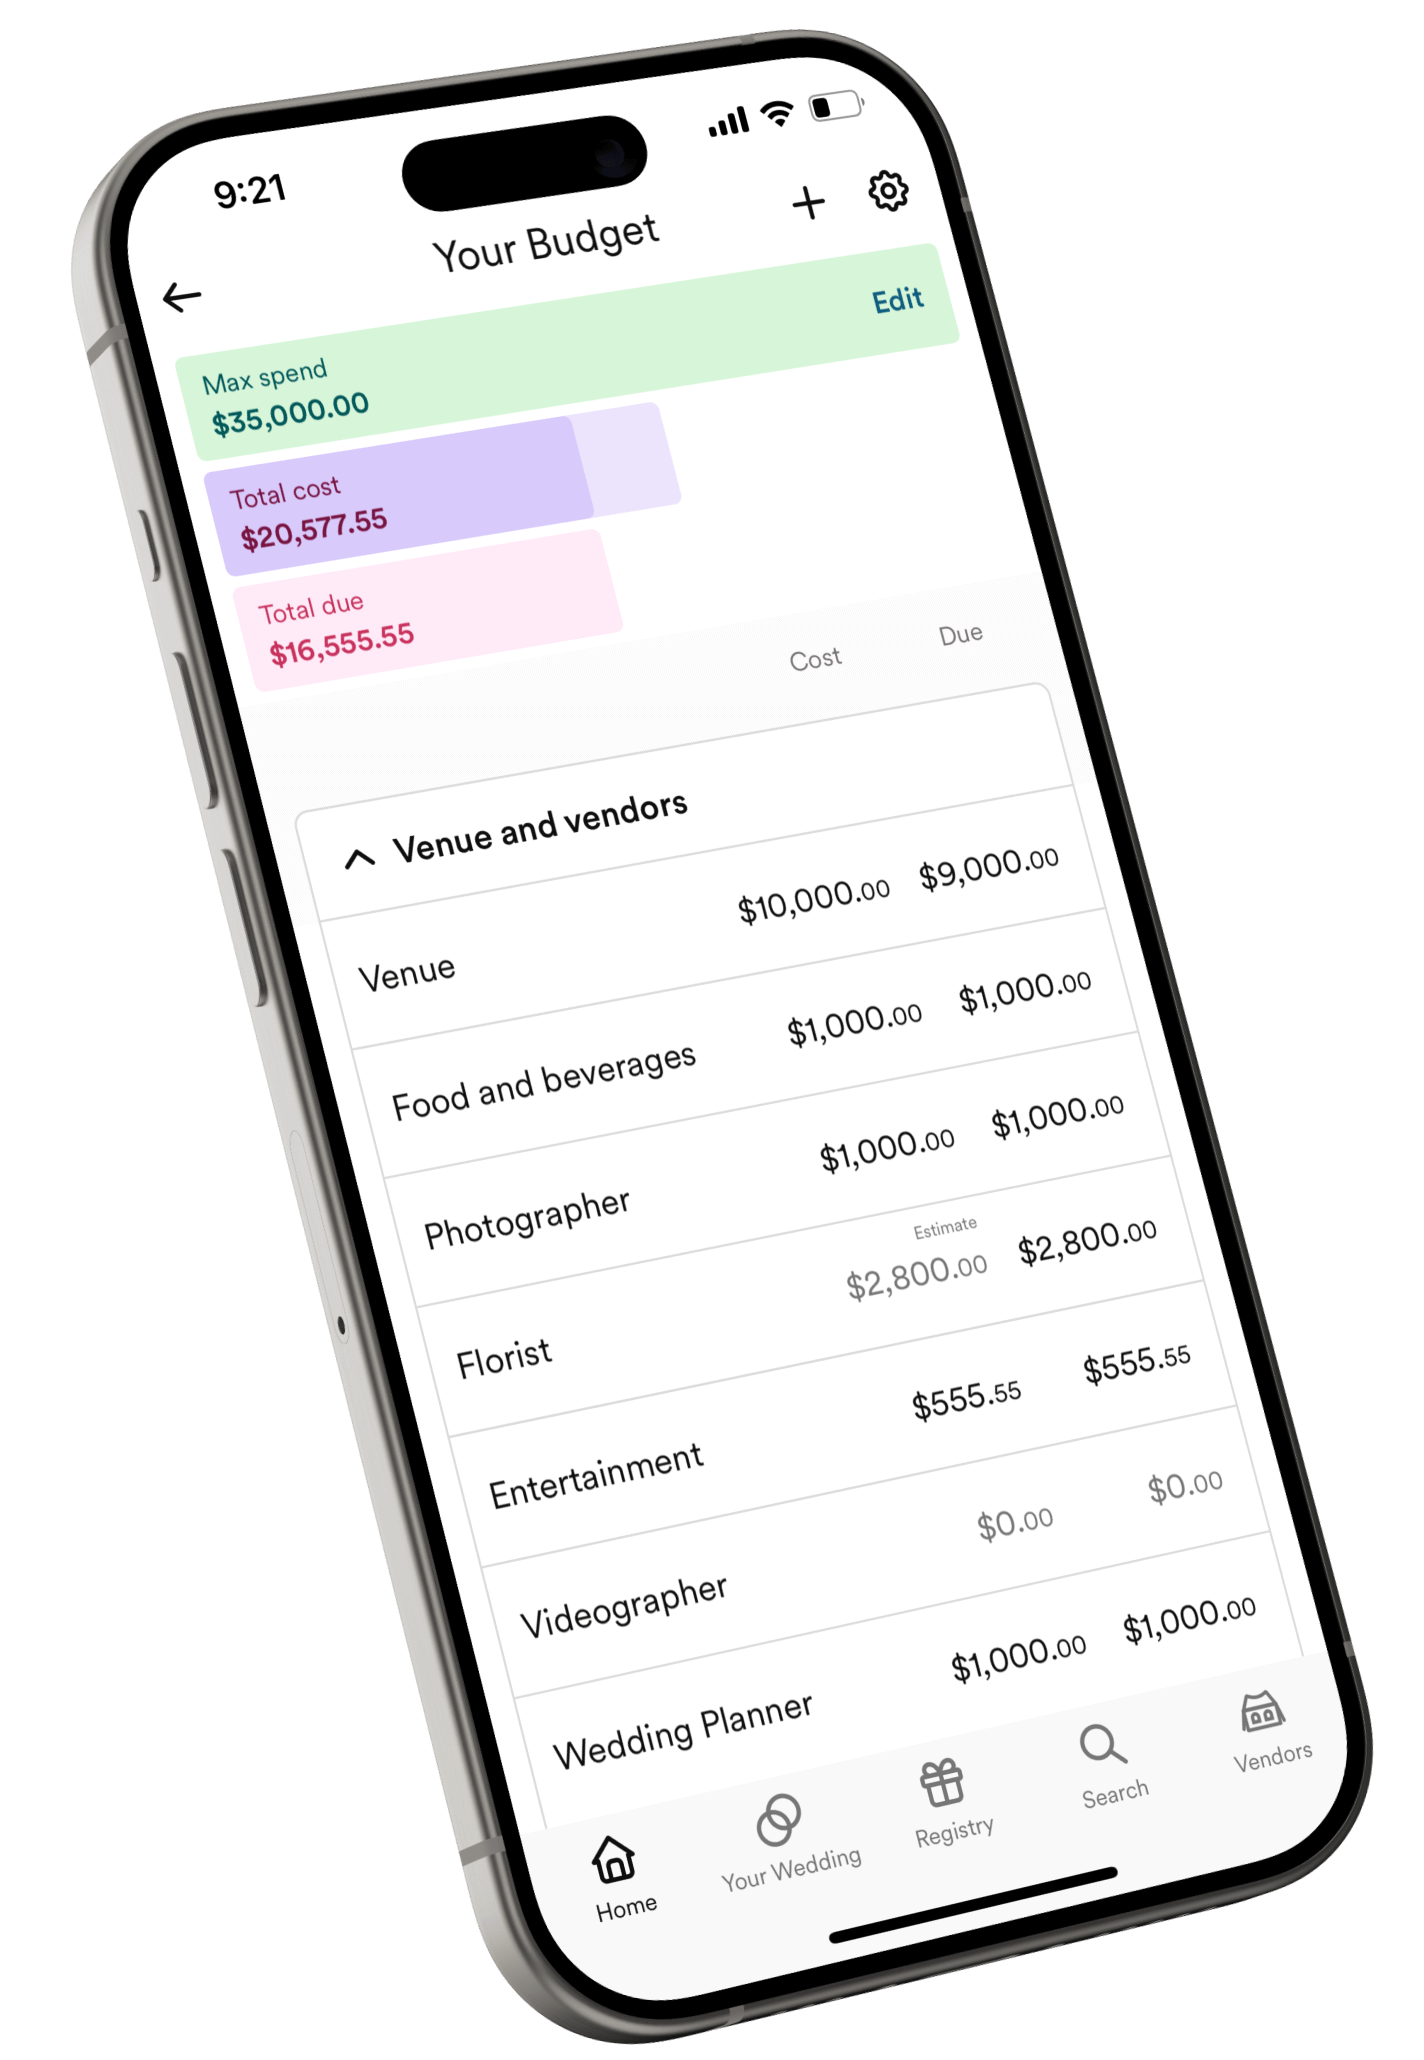 9:21
Your Budget
Max spend
$35,000.00
Edit
Total cost
$20,577.55
Total due
$16,555.55
Cost Due
Venue and vendors
Venue $10,000.00 $9,000.00
Food and beverages $1,000.00 $1,000.00
Photographer $1,000.00 $1,000.00
Estimate
Florist $2,800.00 $2,800.00
Entertainment $555.55 $555.55
Videographer $0.00 $0.00
Wedding Planner $1,000.00 $1,000.00
Home Your Wedding Registry Search Vendors